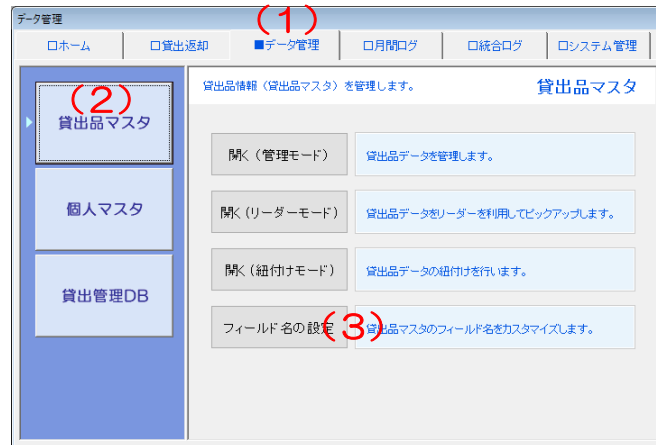 データ管理
(1)
□ホーム
□貸出返却
■データ管理
□月間ログ
□統合ログ
□システム管理
(2)
貸出品マスタ
個人マスタ
貸出管理DB
貸出品情報（貸出品マスタ）を管理します。
貸出品マスタ
開く（管理モード）
貸出品データを管理します。
開く（リーダーモード）
貸出品データをリーダーを利用してピックアップします。
開く（紐付けモード）
貸出品データの紐付けを行います。
フィールド名の設定
(3)
貸出品マスタのフィールド名をカスタマイズします。